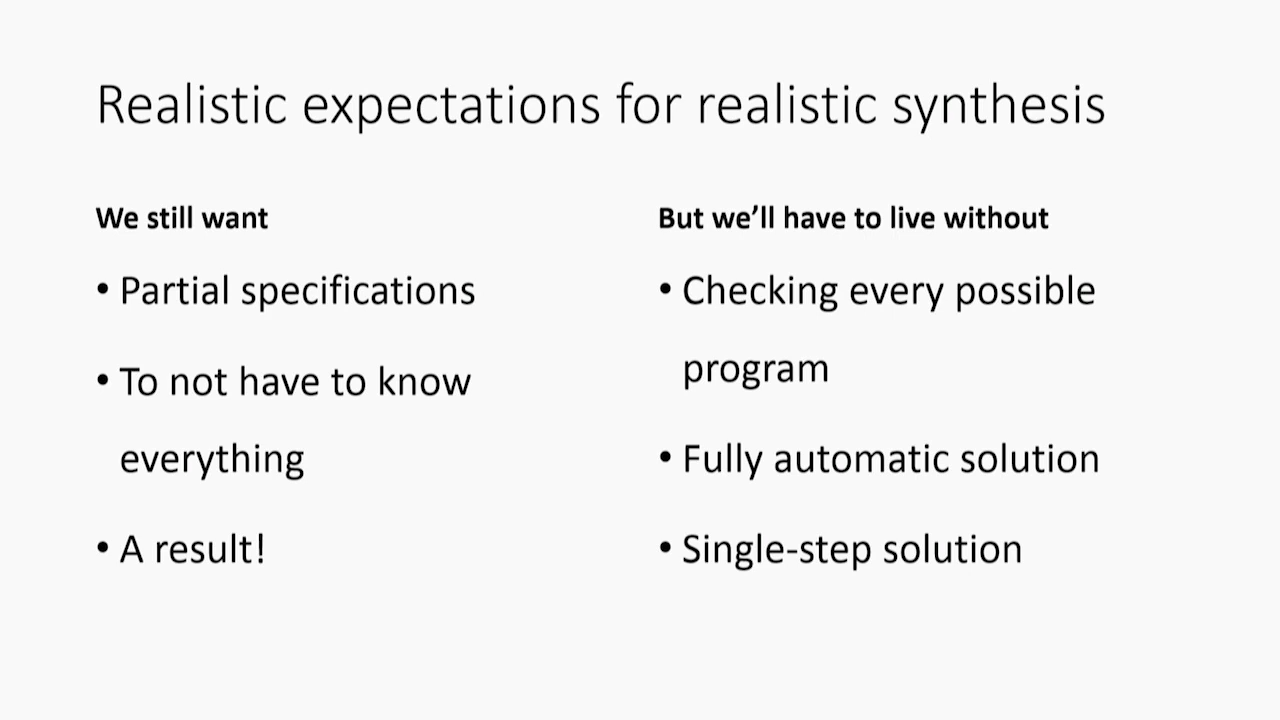 Realistic expectations for realistic synthesis
We still want
• Partial specifications
• To not have to know
everything
• A result!
But we’ll have to live without
• Checking every possible
program
• Fully automatic solution
• Single-step solution